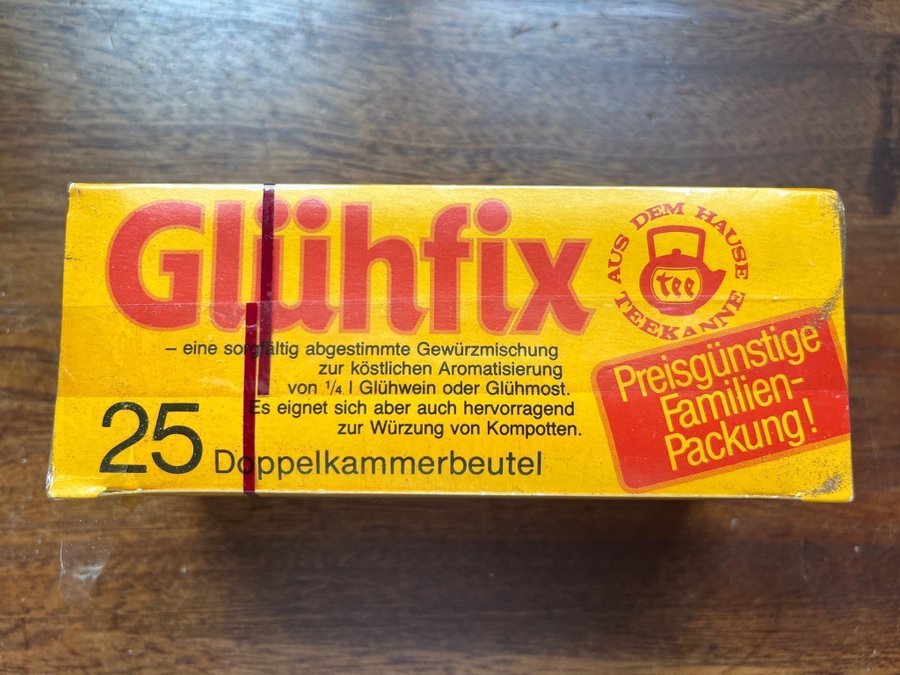 Glühfix
AUS DEM HAUSE
tee
TEEKANNE
– eine sorgfältig abgestimmte Gewürzmischung
zur köstlichen Aromatisierung
von ¼ l Glühwein oder Glühmost.
Es eignet sich aber auch hervorragend
zur Würzung von Kompotten.
25 Doppelkammerbeutel
Preisgünstige
Familien-
Packung!